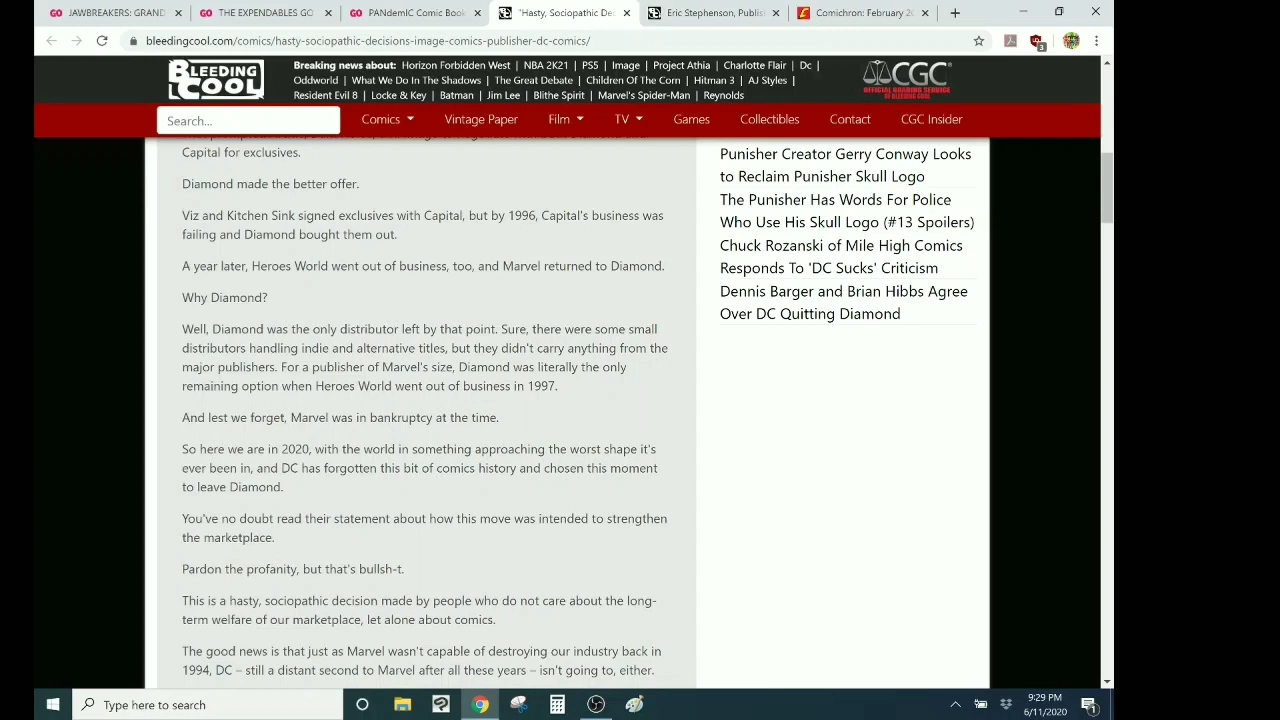 JAWBREAKERS: GRAND
THE EXPENDABLES GO
PANdemIC Comic Book
"Hasty, Sociopathic De
Eric Stephenson, Publis
Comichron: February 20
bleedingcool.com/comics/hasty-sociopathic-decisions-image-comics-publisher-dc-comics/
3
BLEEDING COOL
Breaking news about: Horizon Forbidden West | NBA 2K21 | PS5 | Image | Project Athia | Charlotte Flair | Dc |
Oddworld | What We Do In The Shadows | The Great Debate | Children Of The Corn | Hitman 3 | AJ Styles |
Resident Evil 8 | Locke & Key | Batman | Jim Lee | Blithe Spirit | Marvel's Spider-Man | Reynolds
CGC
OFFICIAL GRADING SERVICE
OF BLEEDING COOL
Search...
Comics
Vintage Paper
Film
TV
Games
Collectibles
Contact
CGC Insider
Capital for exclusives.
Diamond made the better offer.
Viz and Kitchen Sink signed exclusives with Capital, but by 1996, Capital's business was
failing and Diamond bought them out.
A year later, Heroes World went out of business, too, and Marvel returned to Diamond.
Why Diamond?
Well, Diamond was the only distributor left by that point. Sure, there were some small
distributors handling indie and alternative titles, but they didn't carry anything from the
major publishers. For a publisher of Marvel's size, Diamond was literally the only
remaining option when Heroes World went out of business in 1997.
And lest we forget, Marvel was in bankruptcy at the time.
So here we are in 2020, with the world in something approaching the worst shape it's
ever been in, and DC has forgotten this bit of comics history and chosen this moment
to leave Diamond.
You've no doubt read their statement about how this move was intended to strengthen
the marketplace.
Pardon the profanity, but that's bullsh-t.
This is a hasty, sociopathic decision made by people who do not care about the long-
term welfare of our marketplace, let alone about comics.
The good news is that just as Marvel wasn't capable of destroying our industry back in
1994, DC – still a distant second to Marvel after all these years – isn't going to, either.
Punisher Creator Gerry Conway Looks
to Reclaim Punisher Skull Logo
The Punisher Has Words For Police
Who Use His Skull Logo (#13 Spoilers)
Chuck Rozanski of Mile High Comics
Responds To 'DC Sucks' Criticism
Dennis Barger and Brian Hibbs Agree
Over DC Quitting Diamond
Type here to search
9:29 PM
6/11/2020
1